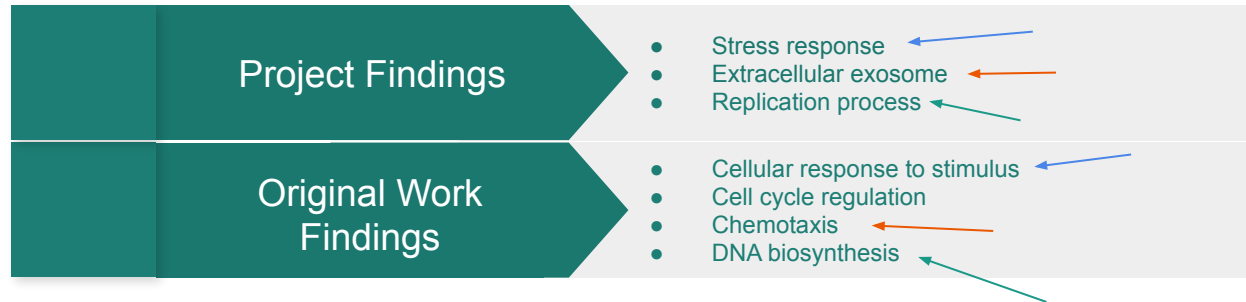 Project Findings
● Stress response
● Extracellular exosome
● Replication process
Original Work
Findings
● Cellular response to stimulus
● Cell cycle regulation
● Chemotaxis
● DNA biosynthesis